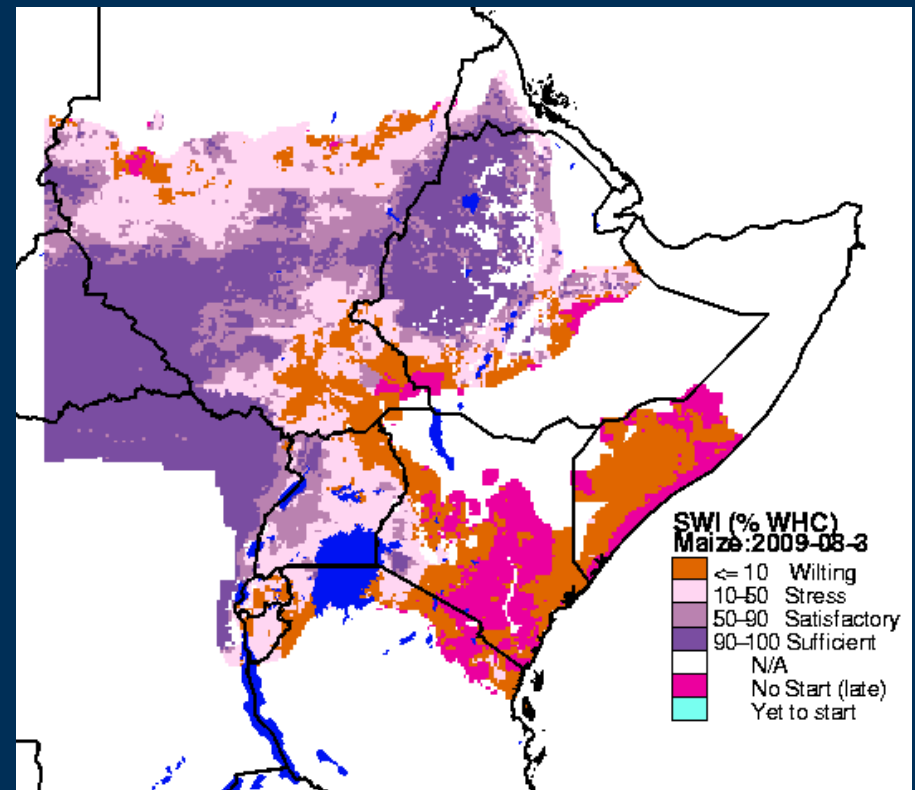 SWI (% WHC)
Maize:2009-08-3
<= 10 Wilting
10-50 Stress
50-90 Satisfactory
90-100 Sufficient
N/A
No Start (late)
Yet to start